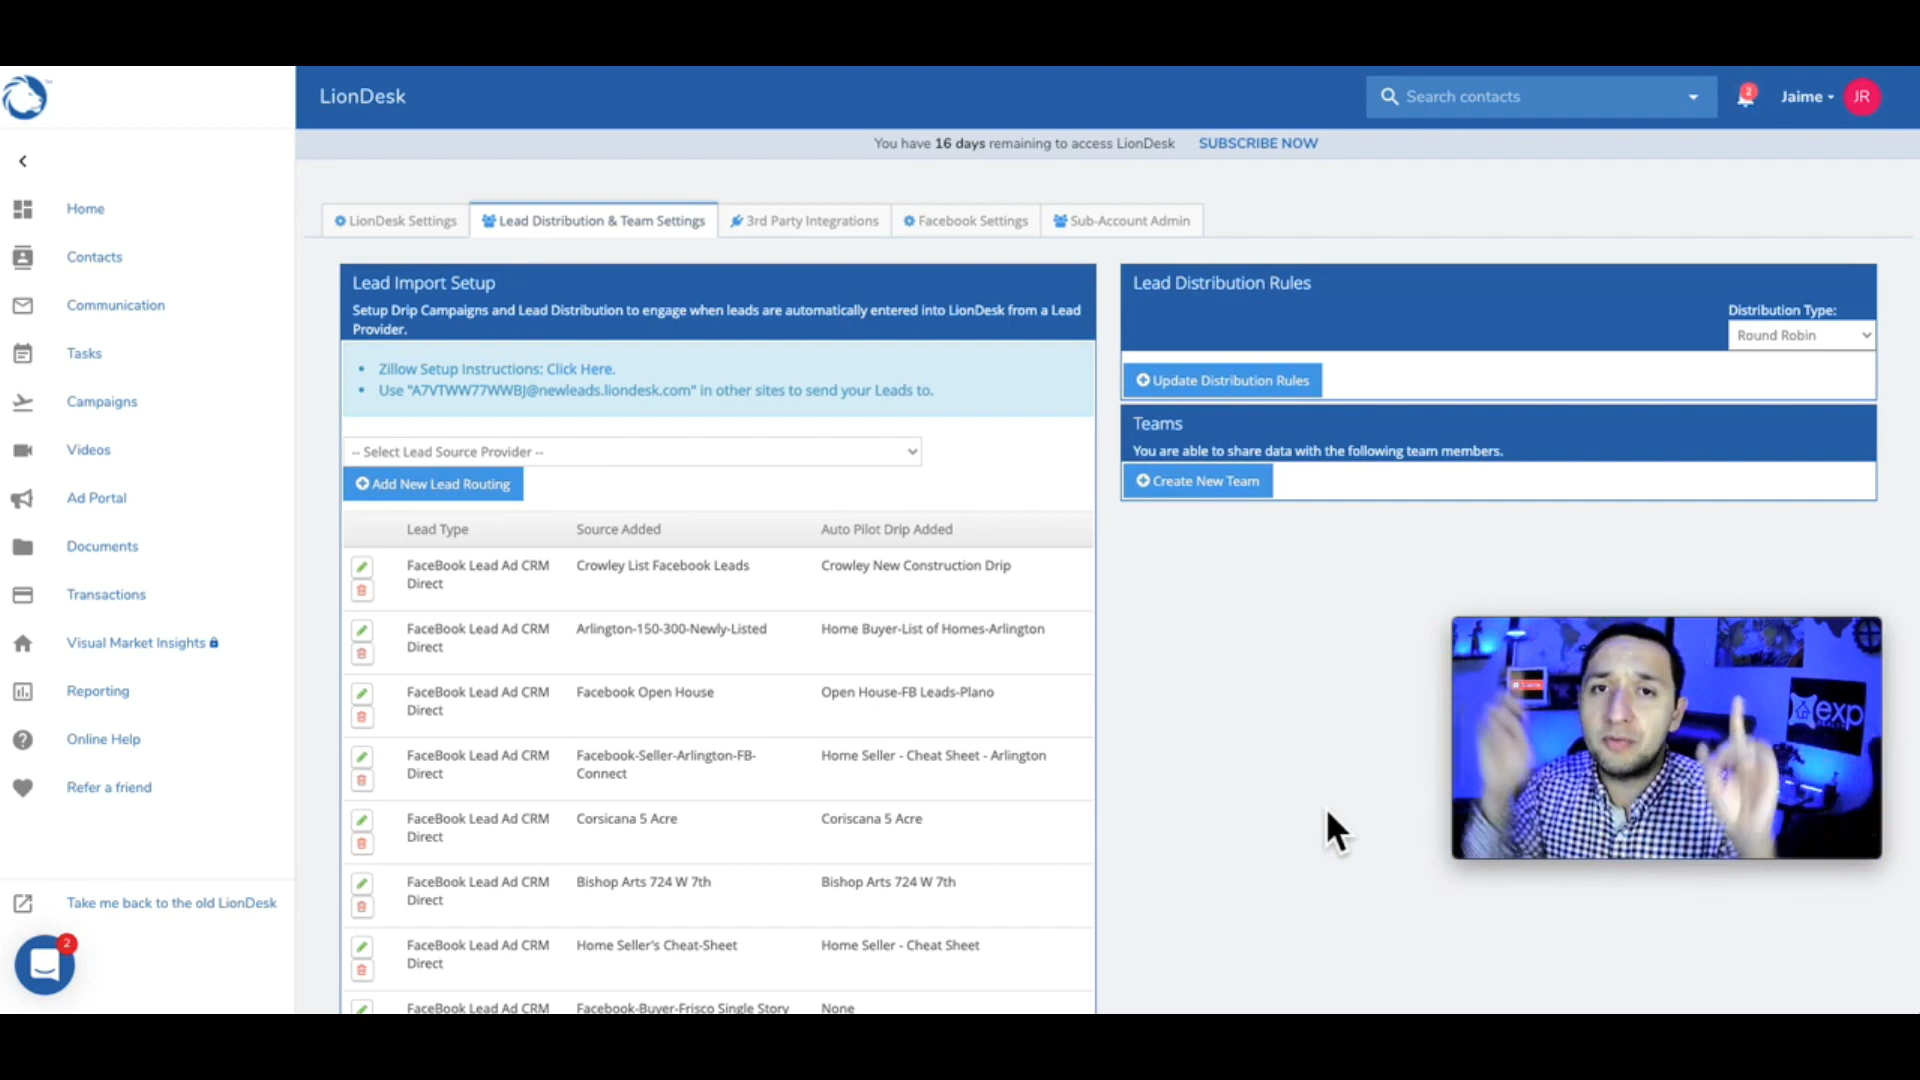 LionDesk
Search contacts
2
Jaime
JR
You have 16 days remaining to access LionDesk SUBSCRIBE NOW
Home
Contacts
Communication
Tasks
Campaigns
Videos
Ad Portal
Documents
Transactions
Visual Market Insights
Reporting
Online Help
Refer a friend
Take me back to the old LionDesk
2
LionDesk Settings
Lead Distribution & Team Settings
3rd Party Integrations
Facebook Settings
Sub-Account Admin
Lead Import Setup
Setup Drip Campaigns and Lead Distribution to engage when leads are automatically entered into LionDesk from a Lead
Provider.
• Zillow Setup Instructions: Click Here.
• Use "A7VTWW77WWBJ@newleads.liondesk.com" in other sites to send your Leads to.
-- Select Lead Source Provider --
Add New Lead Routing
Lead Type Source Added Auto Pilot Drip Added
FaceBook Lead Ad CRM Crowley List Facebook Leads Crowley New Construction Drip
Direct
FaceBook Lead Ad CRM Arlington-150-300-Newly-Listed Home Buyer-List of Homes-Arlington
Direct
FaceBook Lead Ad CRM Facebook Open House Open House-FB Leads-Plano
Direct
FaceBook Lead Ad CRM Facebook-Seller-Arlington-FB- Home Seller - Cheat Sheet - Arlington
Direct Connect
FaceBook Lead Ad CRM Corsicana 5 Acre Coriscana 5 Acre
Direct
FaceBook Lead Ad CRM Bishop Arts 724 W 7th Bishop Arts 724 W 7th
Direct
FaceBook Lead Ad CRM Home Seller's Cheat-Sheet Home Seller - Cheat Sheet
Direct
FaceBook Lead Ad CRM Facebook-Buyer-Frisco Single Story None
Lead Distribution Rules
Distribution Type:
Round Robin
Update Distribution Rules
Teams
You are able to share data with the following team members.
Create New Team
exp